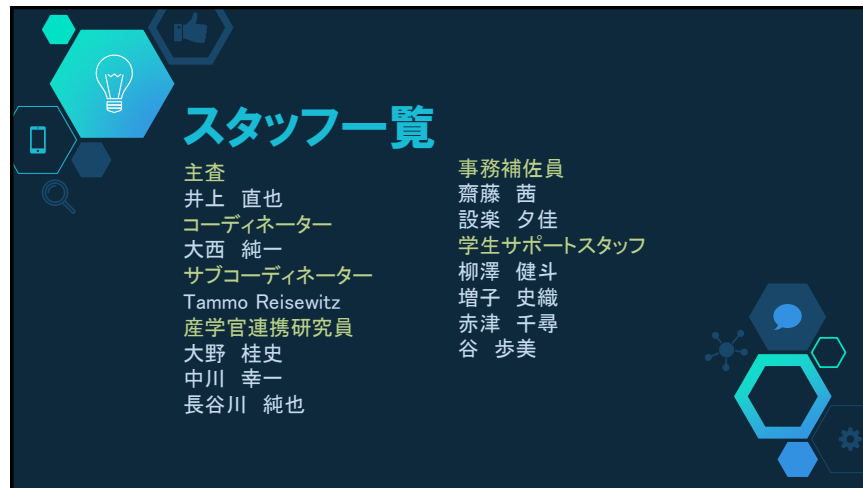 スタッフ一覧
主査
井上　直也
コーディネーター
大西　純一
サブコーディネーター
Tammo Reisewitz
産学官連携研究員
大野　桂史
中川　幸一
長谷川　純也
事務補佐員
齋藤　茜
設楽　夕佳
学生サポートスタッフ
柳澤　健斗
増子　史織
赤津　千尋
谷　歩美